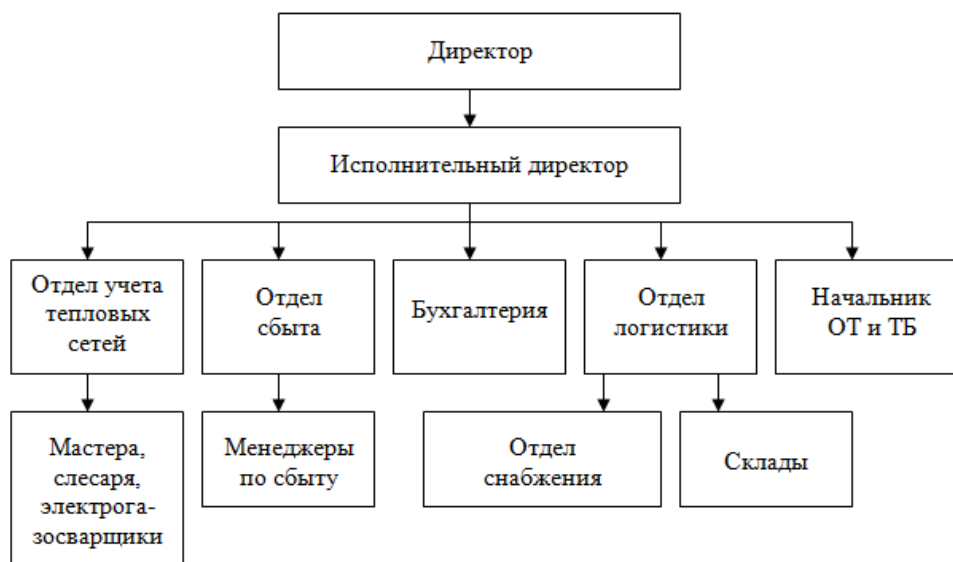 Директор
Исполнительный директор
Отдел учета
тепловых
сетей
Отдел
сбыта
Бухгалтерия
Отдел
логистики
Начальник
ОТ и ТБ
Мастера,
слесаря,
электрога-
зосварщики
Менеджеры
по сбыту
Отдел
снабжения
Склады